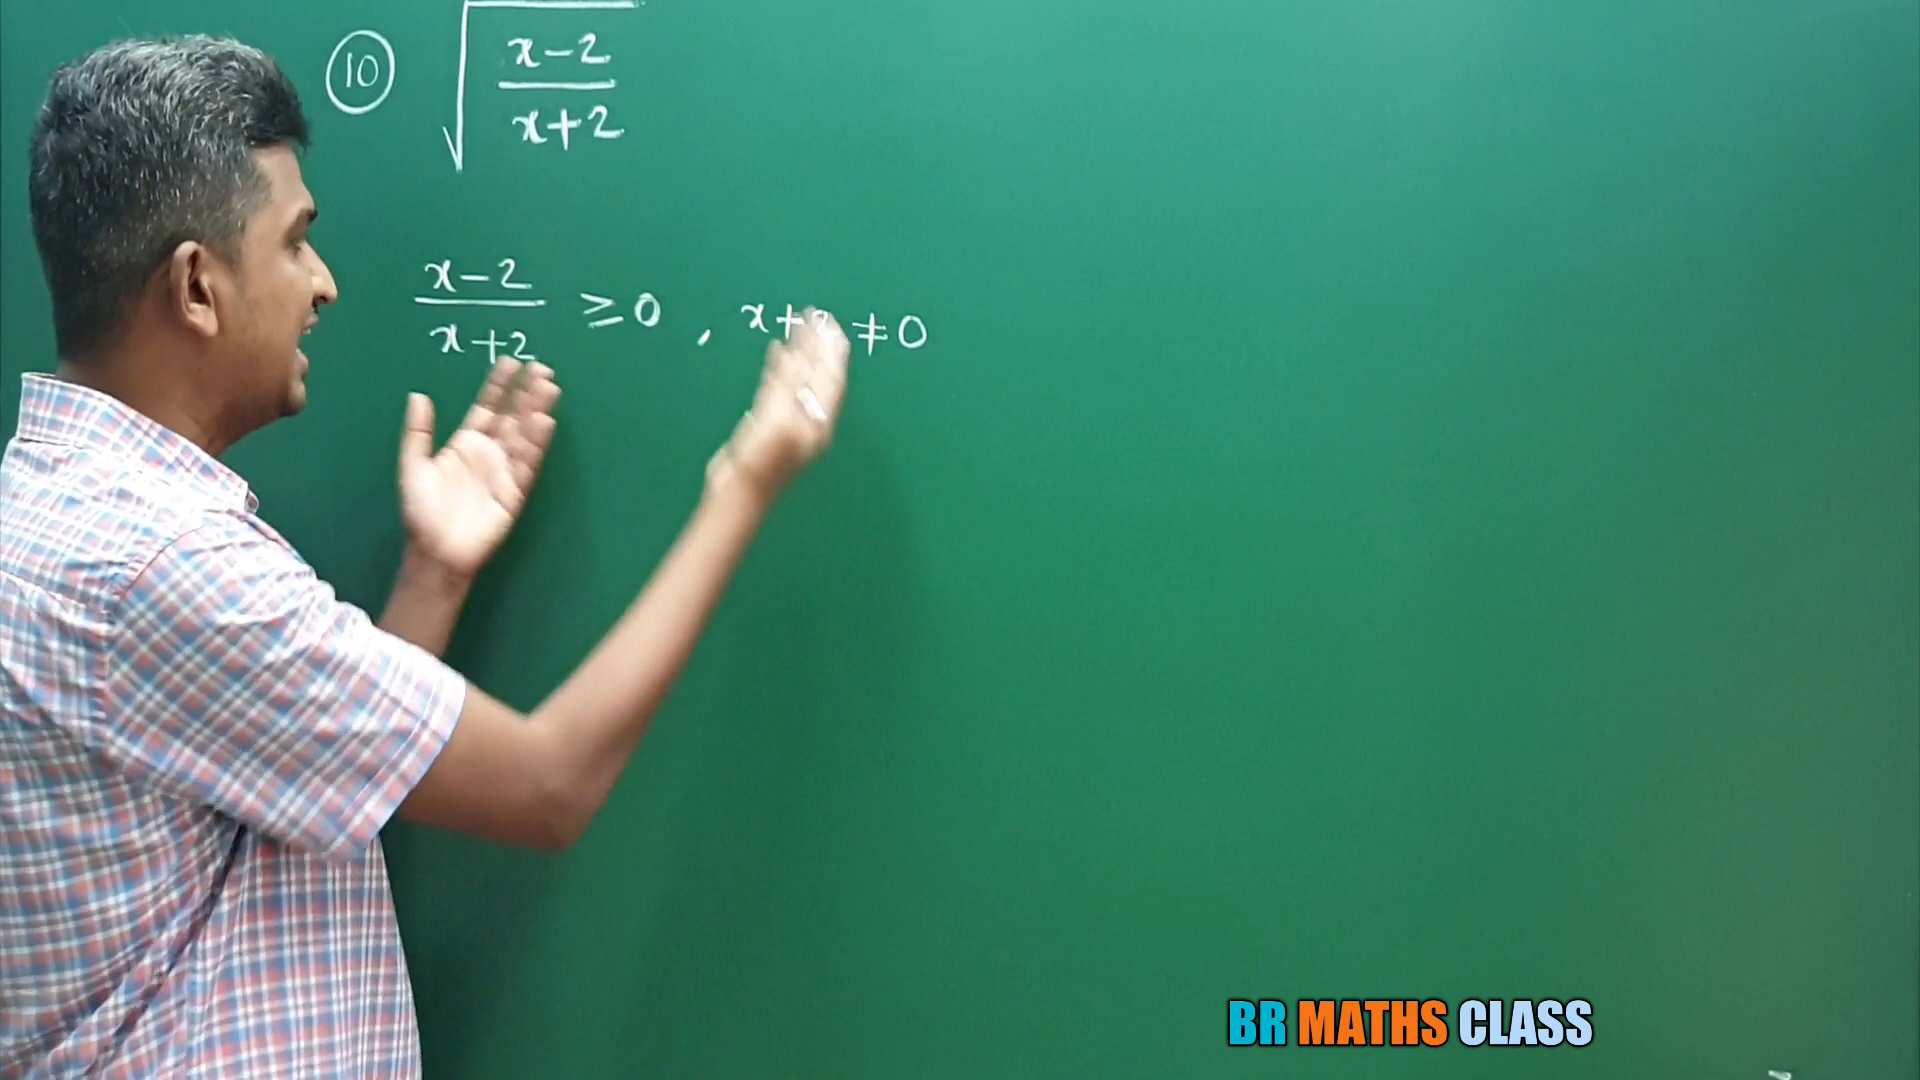 ⑩ √((x-2)/(x+2))
(x-2)/(x+2) ≥ 0 , x+ ≠ 0
BR MATHS CLASS